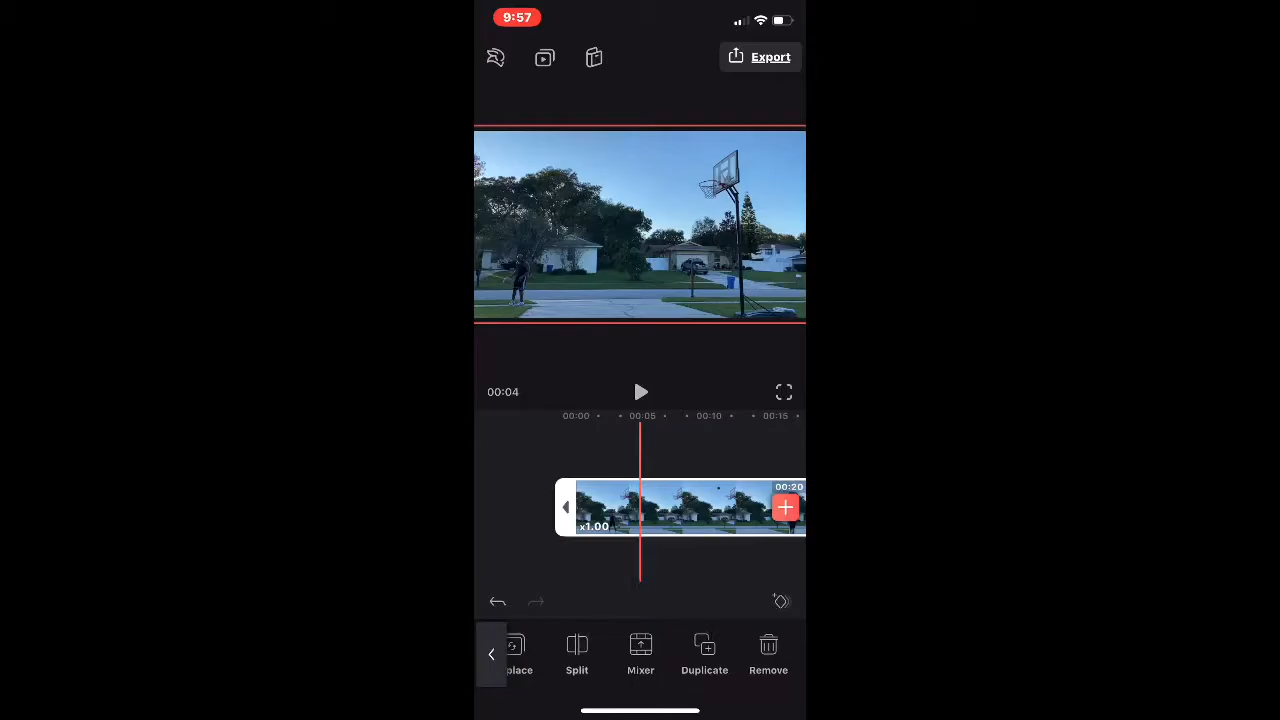 9:57
Export
00:04
00:00
00:05
00:10
00:15
00:20
x1.00
place
Split
Mixer
Duplicate
Remove